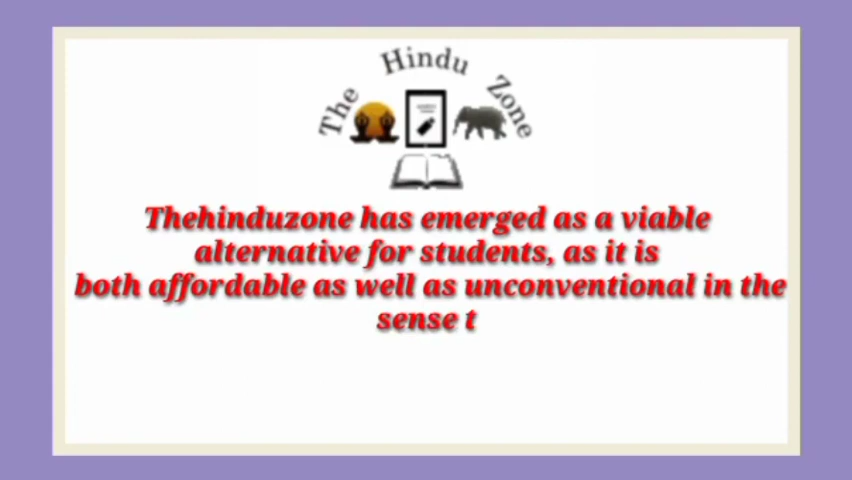 The Hindu Zone
Thehinduzone has emerged as a viable
alternative for students, as it is
both affordable as well as unconventional in the
sense t